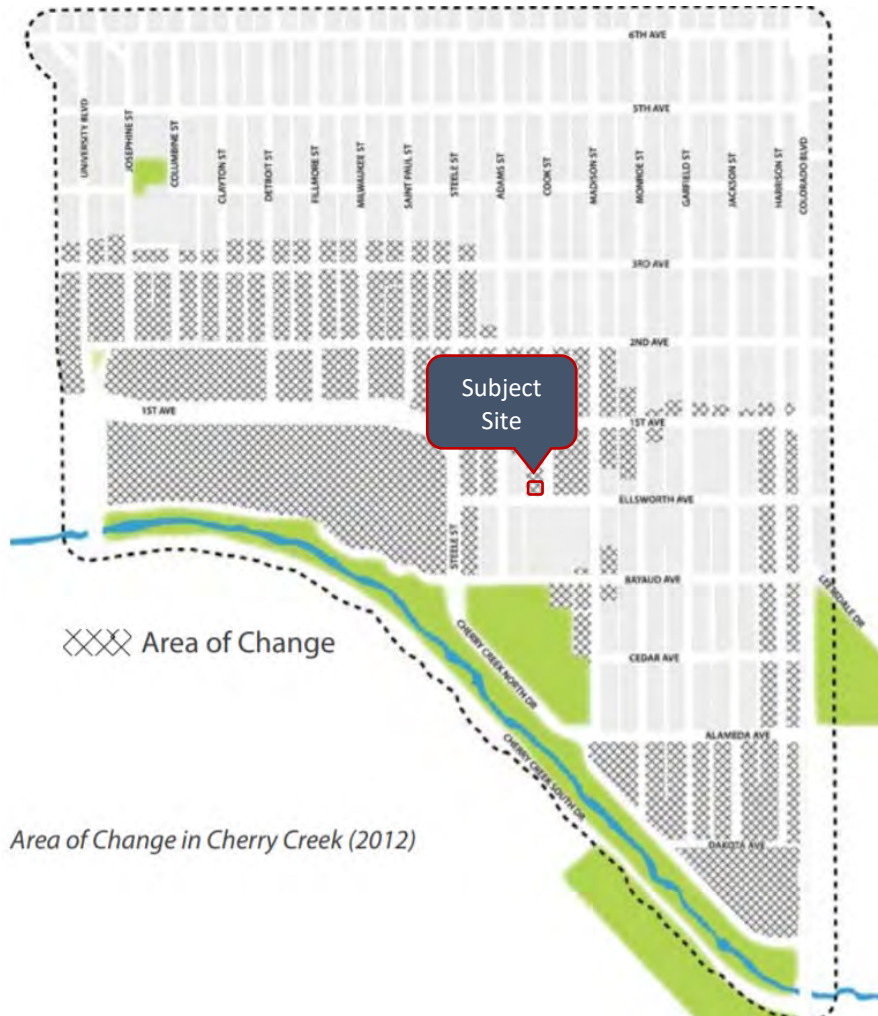 6TH AVE
5TH AVE
UNIVERSITY BLVD
JOSEPHINE ST
COLUMBINE ST
CLAYTON ST
DETROIT ST
FILLMORE ST
MILWAUKEE ST
SAINT PAUL ST
STEELE ST
ADAMS ST
COOK ST
MADISON ST
MONROE ST
GARFIELD ST
JACKSON ST
HARRISON ST
COLORADO BLVD
3RD AVE
2ND AVE
Subject
Site
1ST AVE
1ST AVE
ELLSWORTH AVE
STEELE ST
BAYAUD AVE
LEETSDALE DR
Area of Change
CHERRY CREEK NORTH DR
CEDAR AVE
ALAMEDA AVE
CHERRY CREEK SOUTH DR
Area of Change in Cherry Creek (2012)
DAKOTA AVE